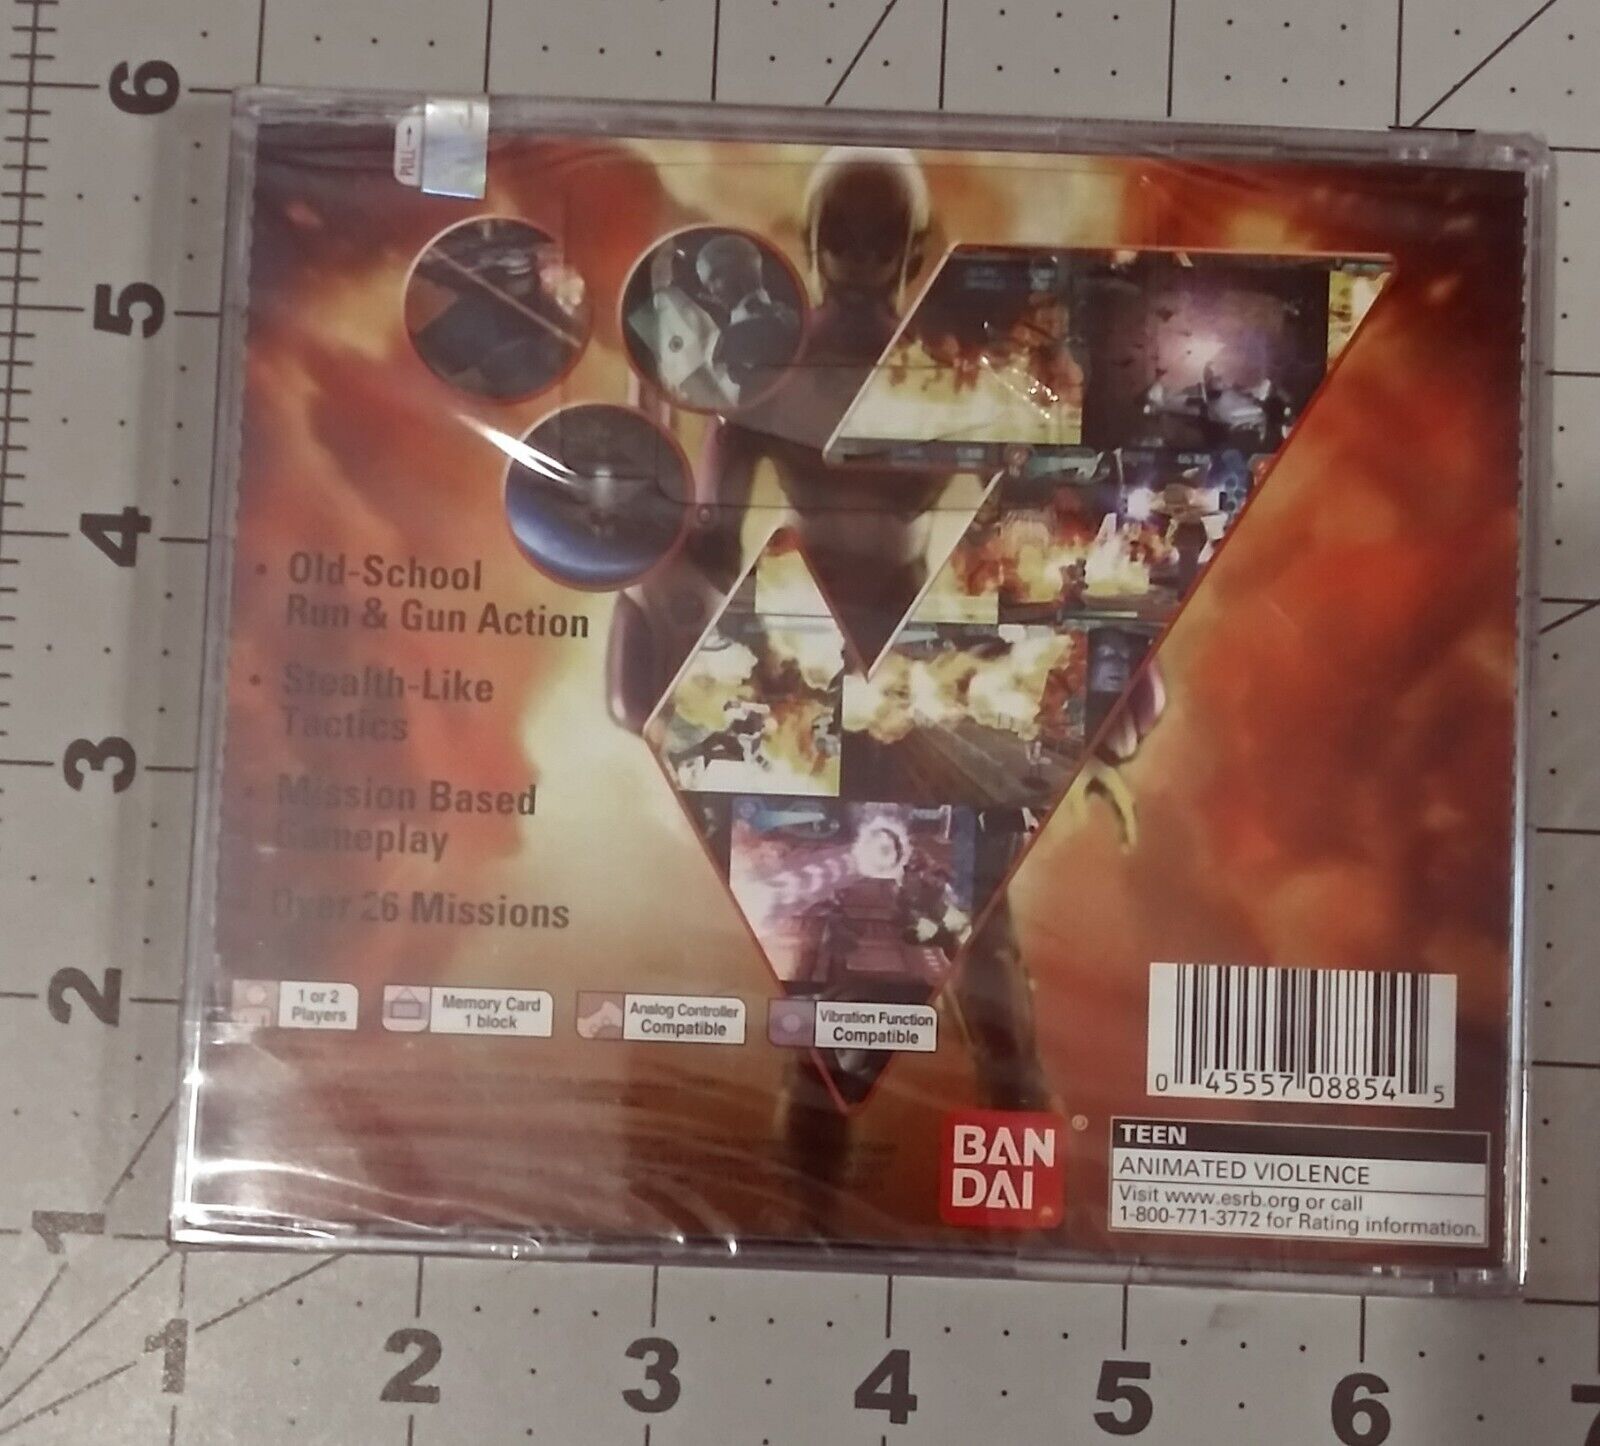 6
5
4
3
2
1
PULL→
• Old-School
Run & Gun Action
• Stealth-Like
Tactics
• Mission Based
Gameplay
• Over 26 Missions
1 or 2
Players
Memory Card
1 block
Analog Controller
Compatible
Vibration Function
Compatible
0 45557 08854 5
BAN
DAI
®
TEEN
ANIMATED VIOLENCE
Visit www.esrb.org or call
1-800-771-3772 for Rating information.
1 2 3 4 5 6 7